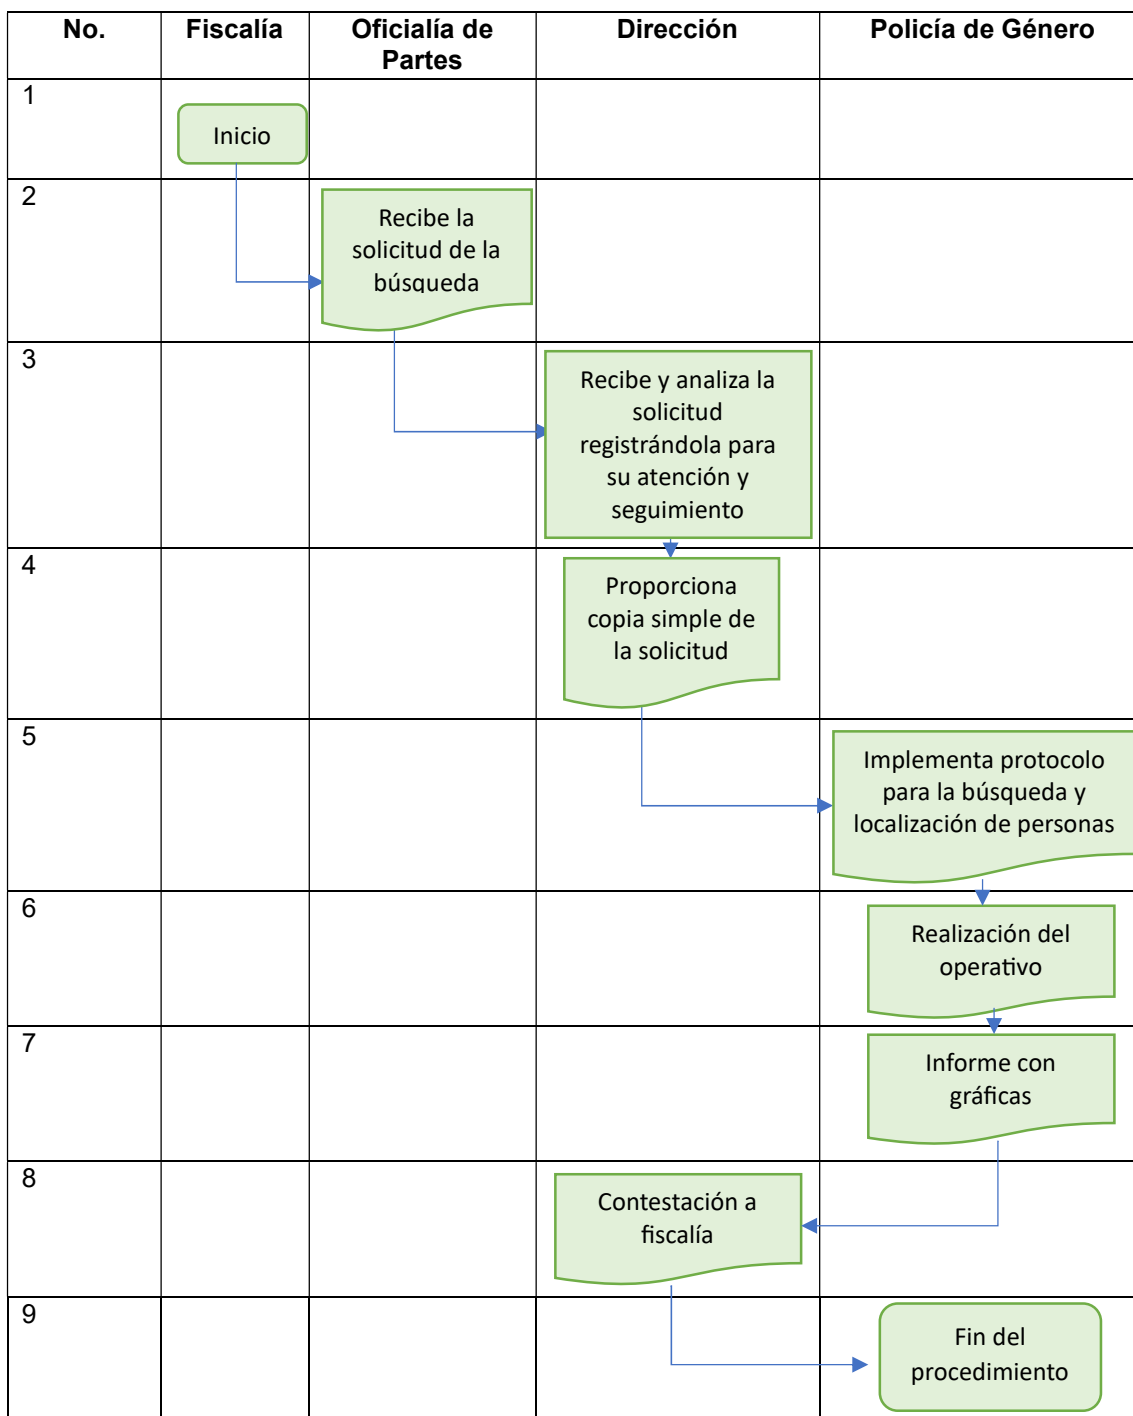 No.
Fiscalía
Oficialía de
Partes
Dirección
Policía de Género
1
Inicio
2
Recibe la
solicitud de la
búsqueda
3
Recibe y analiza la
solicitud
registrándola para
su atención y
seguimiento
4
Proporciona
copia simple de
la solicitud
5
Implementa protocolo
para la búsqueda y
localización de personas
6
Realización del
operativo
7
Informe con
gráficas
8
Contestación a
fiscalía
9
Fin del
procedimiento